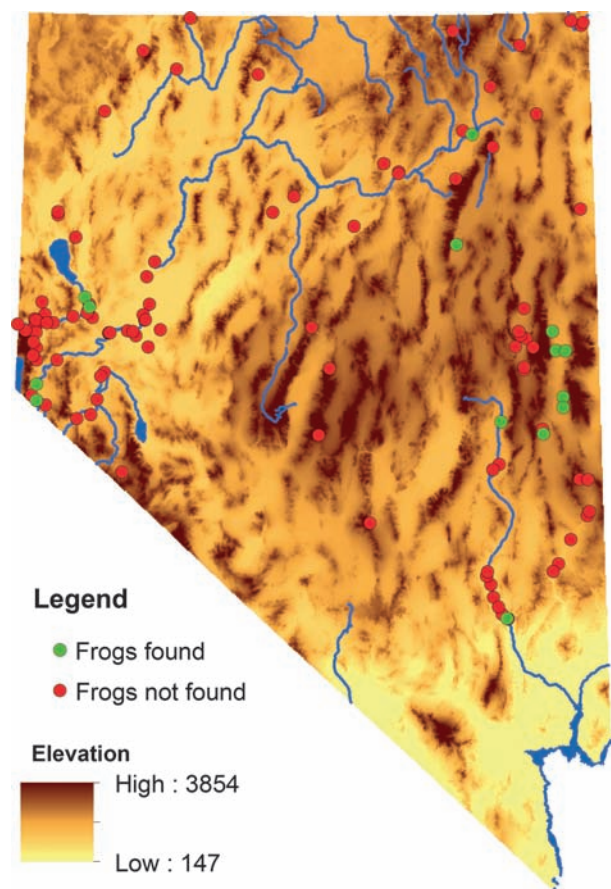 Legend
Frogs found
Frogs not found
Elevation
High : 3854
Low : 147